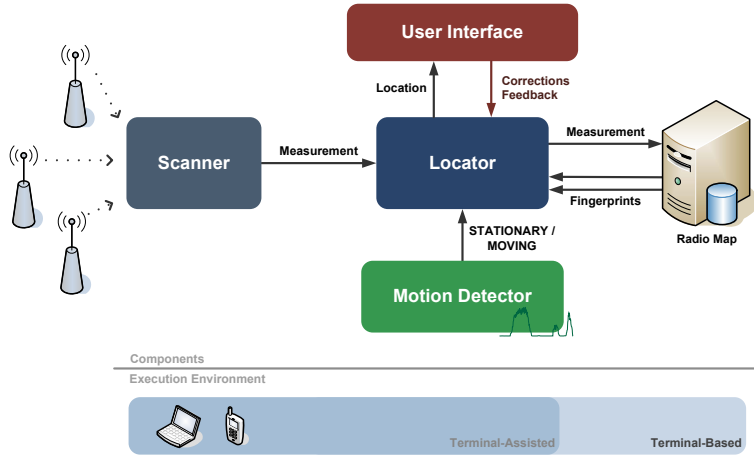 User Interface
Location
Corrections
Feedback
Scanner
Measurement
Locator
Measurement
Fingerprints
Radio Map
STATIONARY /
MOVING
Motion Detector
Components
Execution Environment
Terminal-Assisted
Terminal-Based